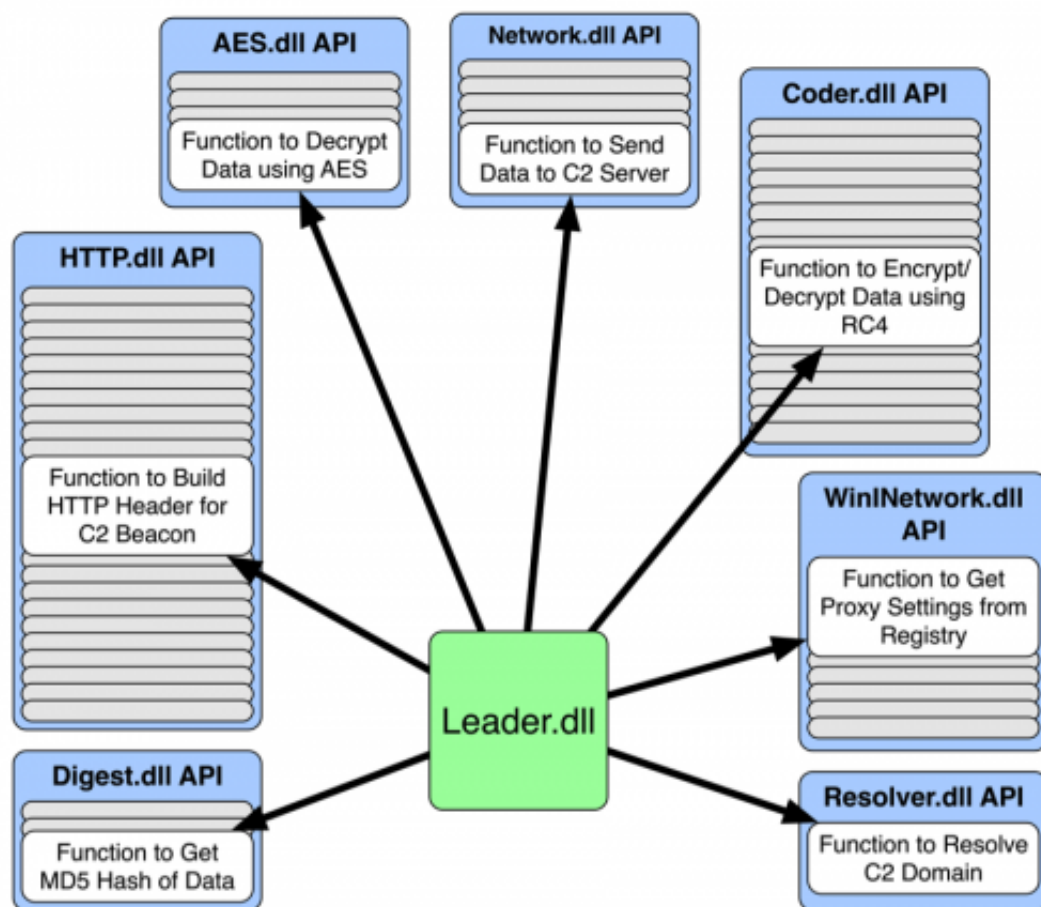 AES.dll API
Function to Decrypt
Data using AES
Network.dll API
Function to Send
Data to C2 Server
Coder.dll API
Function to Encrypt/
Decrypt Data using
RC4
HTTP.dll API
Function to Build
HTTP Header for
C2 Beacon
WinINetwork.dll
API
Function to Get
Proxy Settings from
Registry
Leader.dll
Digest.dll API
Function to Get
MD5 Hash of Data
Resolver.dll API
Function to Resolve
C2 Domain